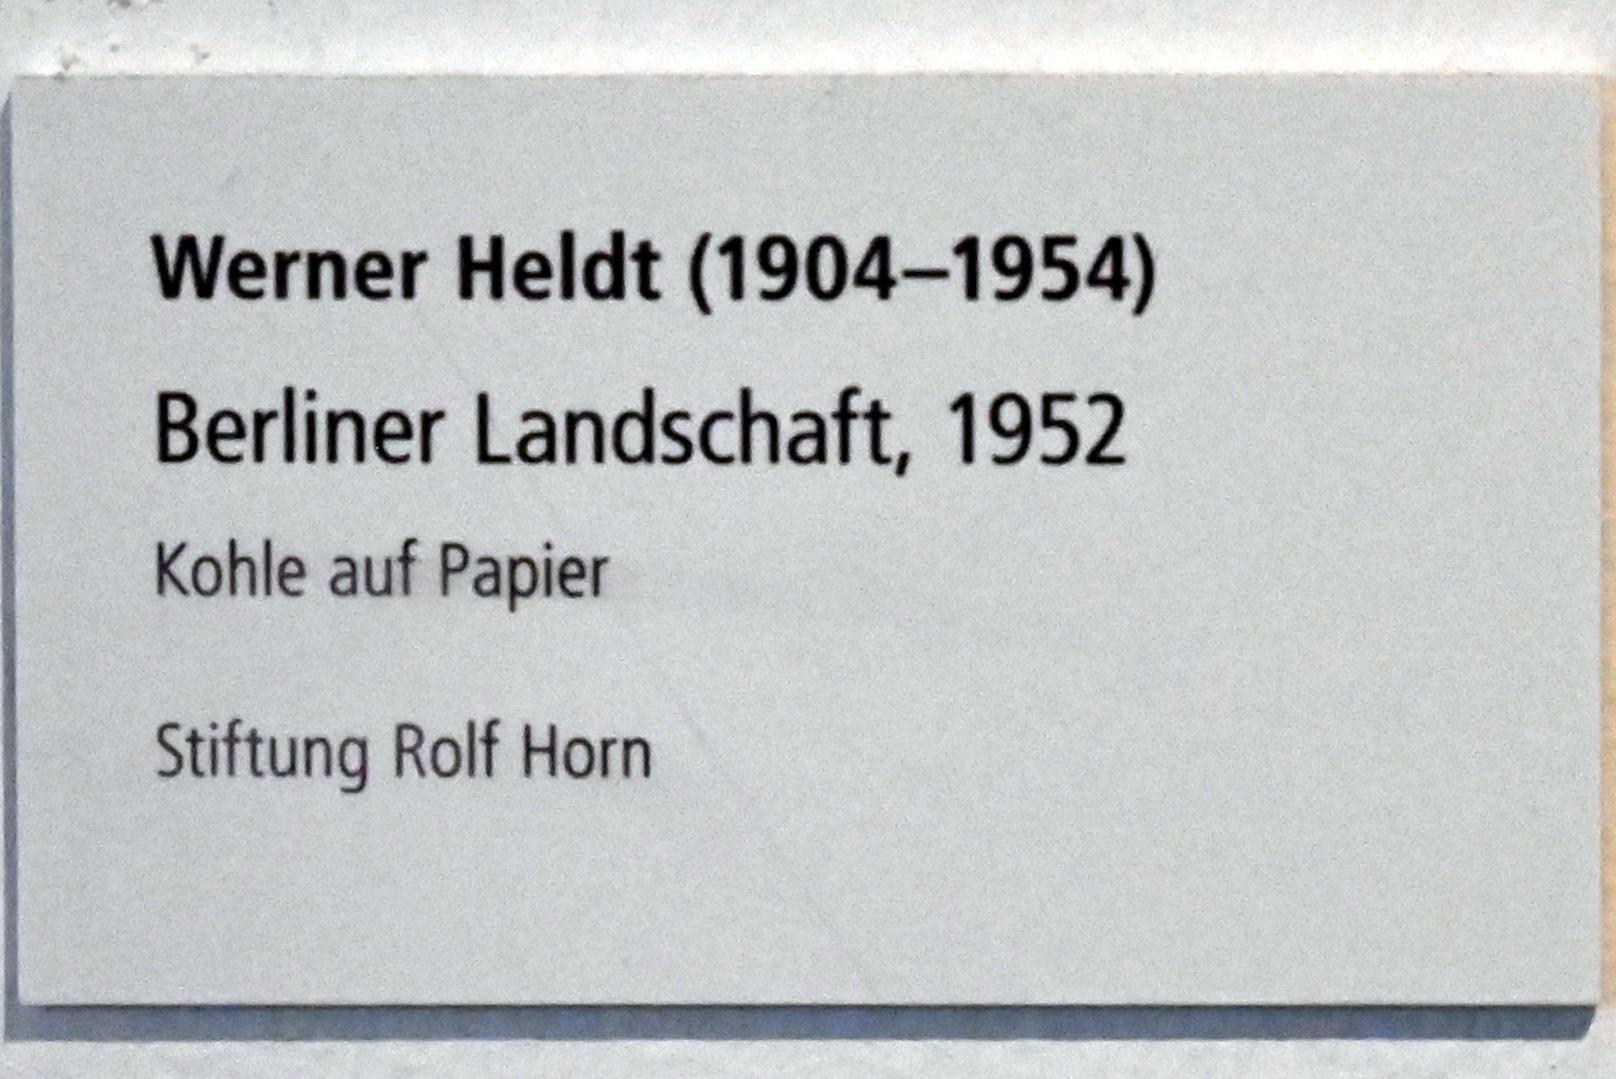 Werner Heldt (1904–1954)
Berliner Landschaft, 1952
Kohle auf Papier
Stiftung Rolf Horn